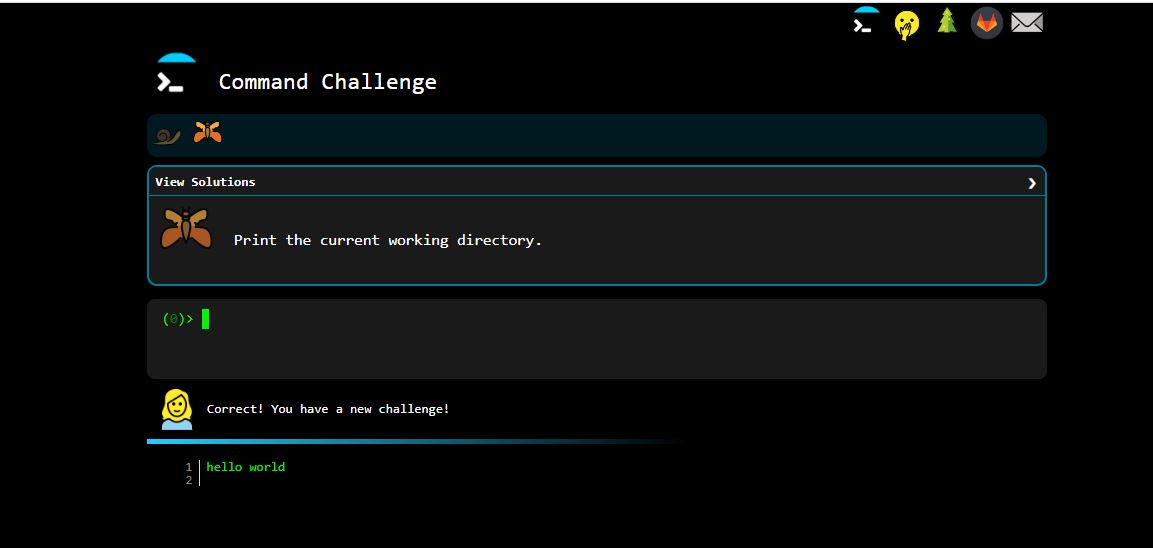 Command Challenge
View Solutions
Print the current working directory.
(0)>
Correct! You have a new challenge!
1 hello world
2